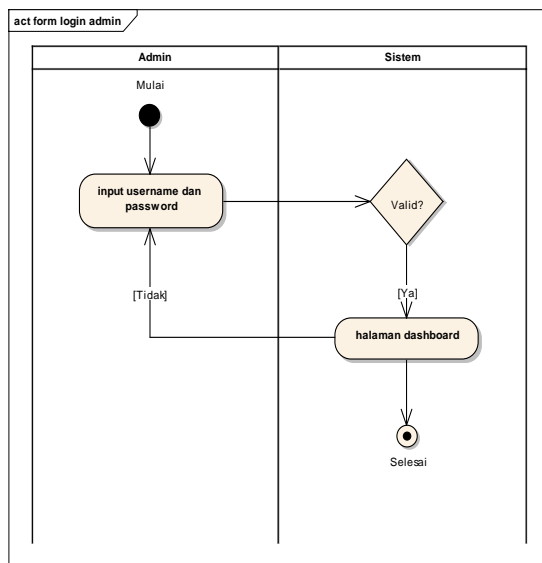 act form login admin
Admin
Sistem
Mulai
input username dan
password
Valid?
[Tidak]
[Ya]
halaman dashboard
Selesai